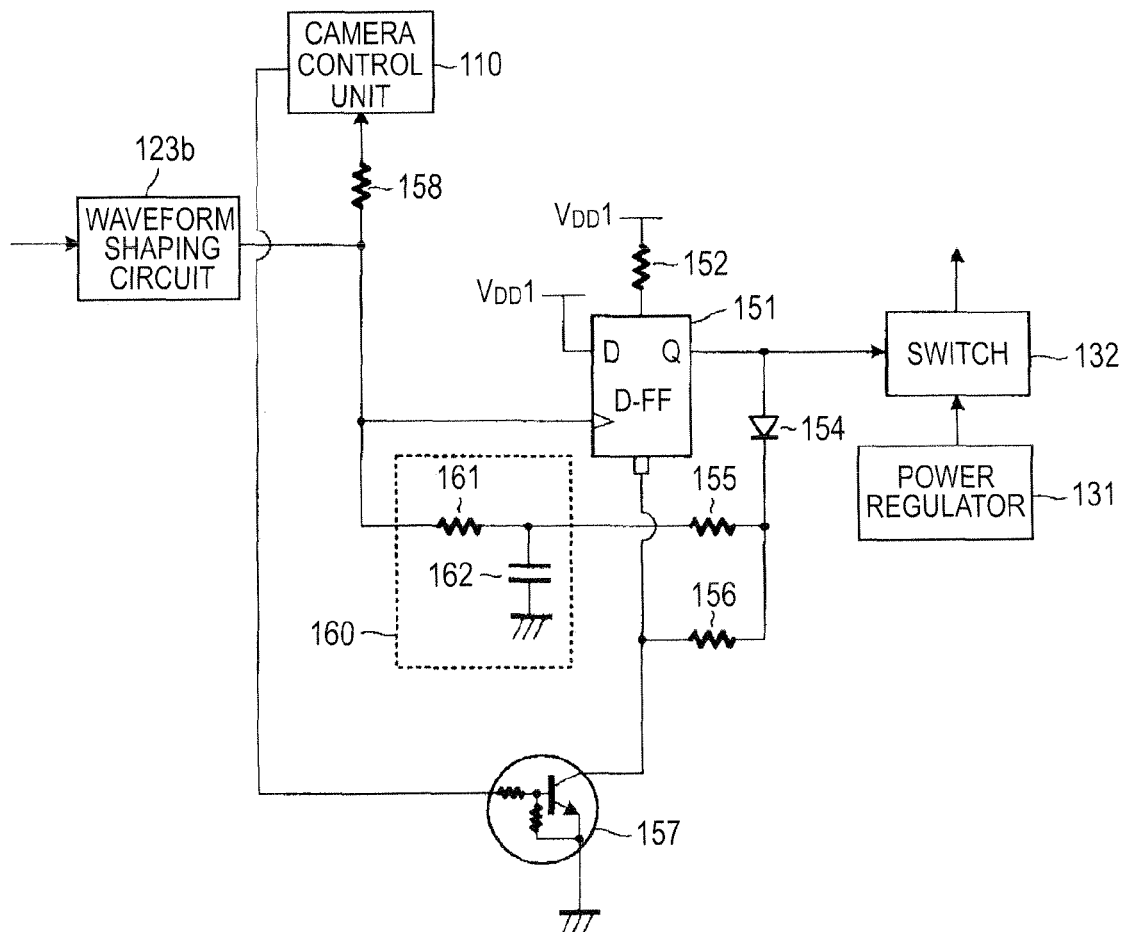 CAMERA
CONTROL
UNIT
110
123b
WAVEFORM
SHAPING
CIRCUIT
158
VDD1
152
VDD1
151
D Q
D-FF
SWITCH
132
154
POWER
REGULATOR
131
161
155
162
156
160
157